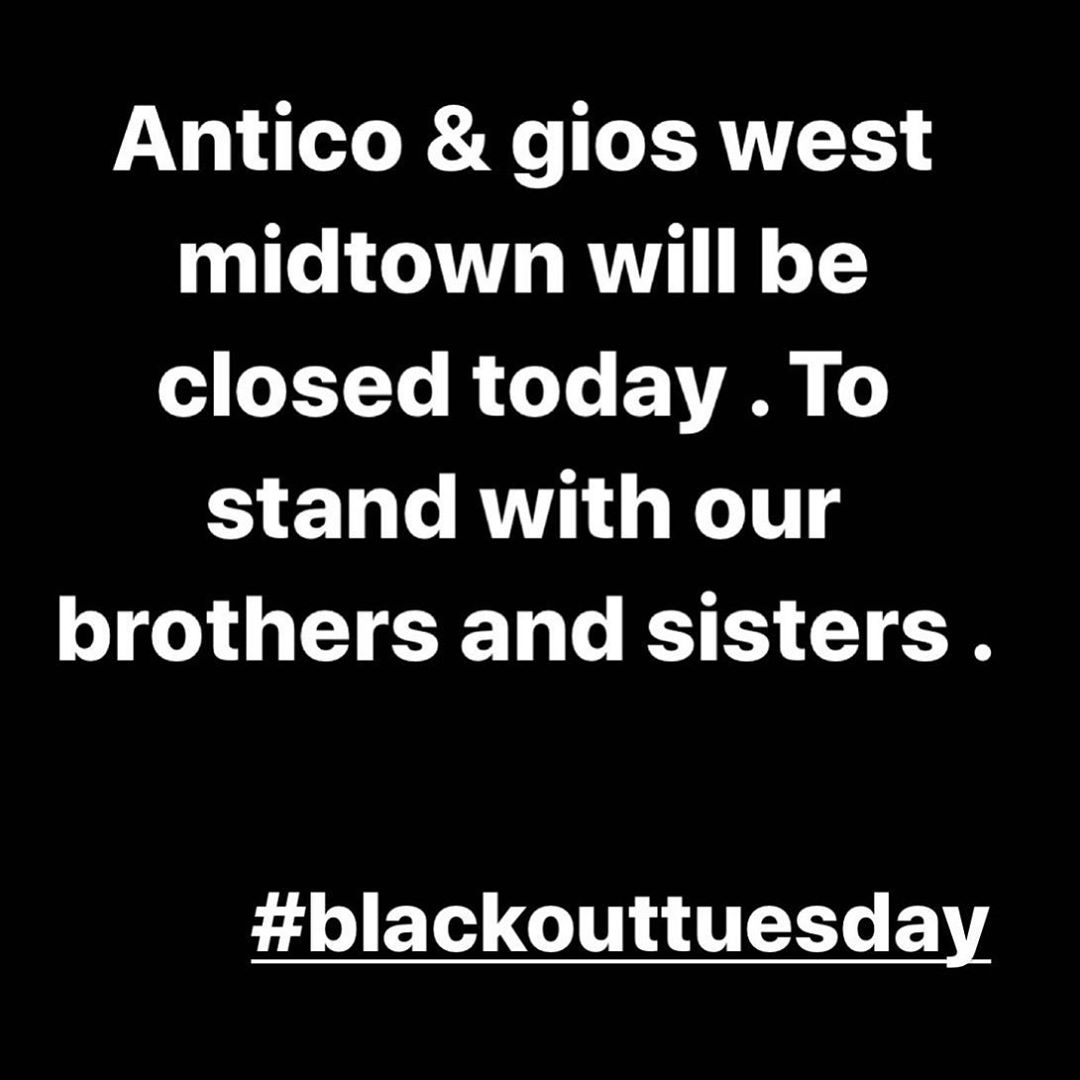 Antico & gios west
midtown will be
closed today . To
stand with our
brothers and sisters .
#blackouttuesday